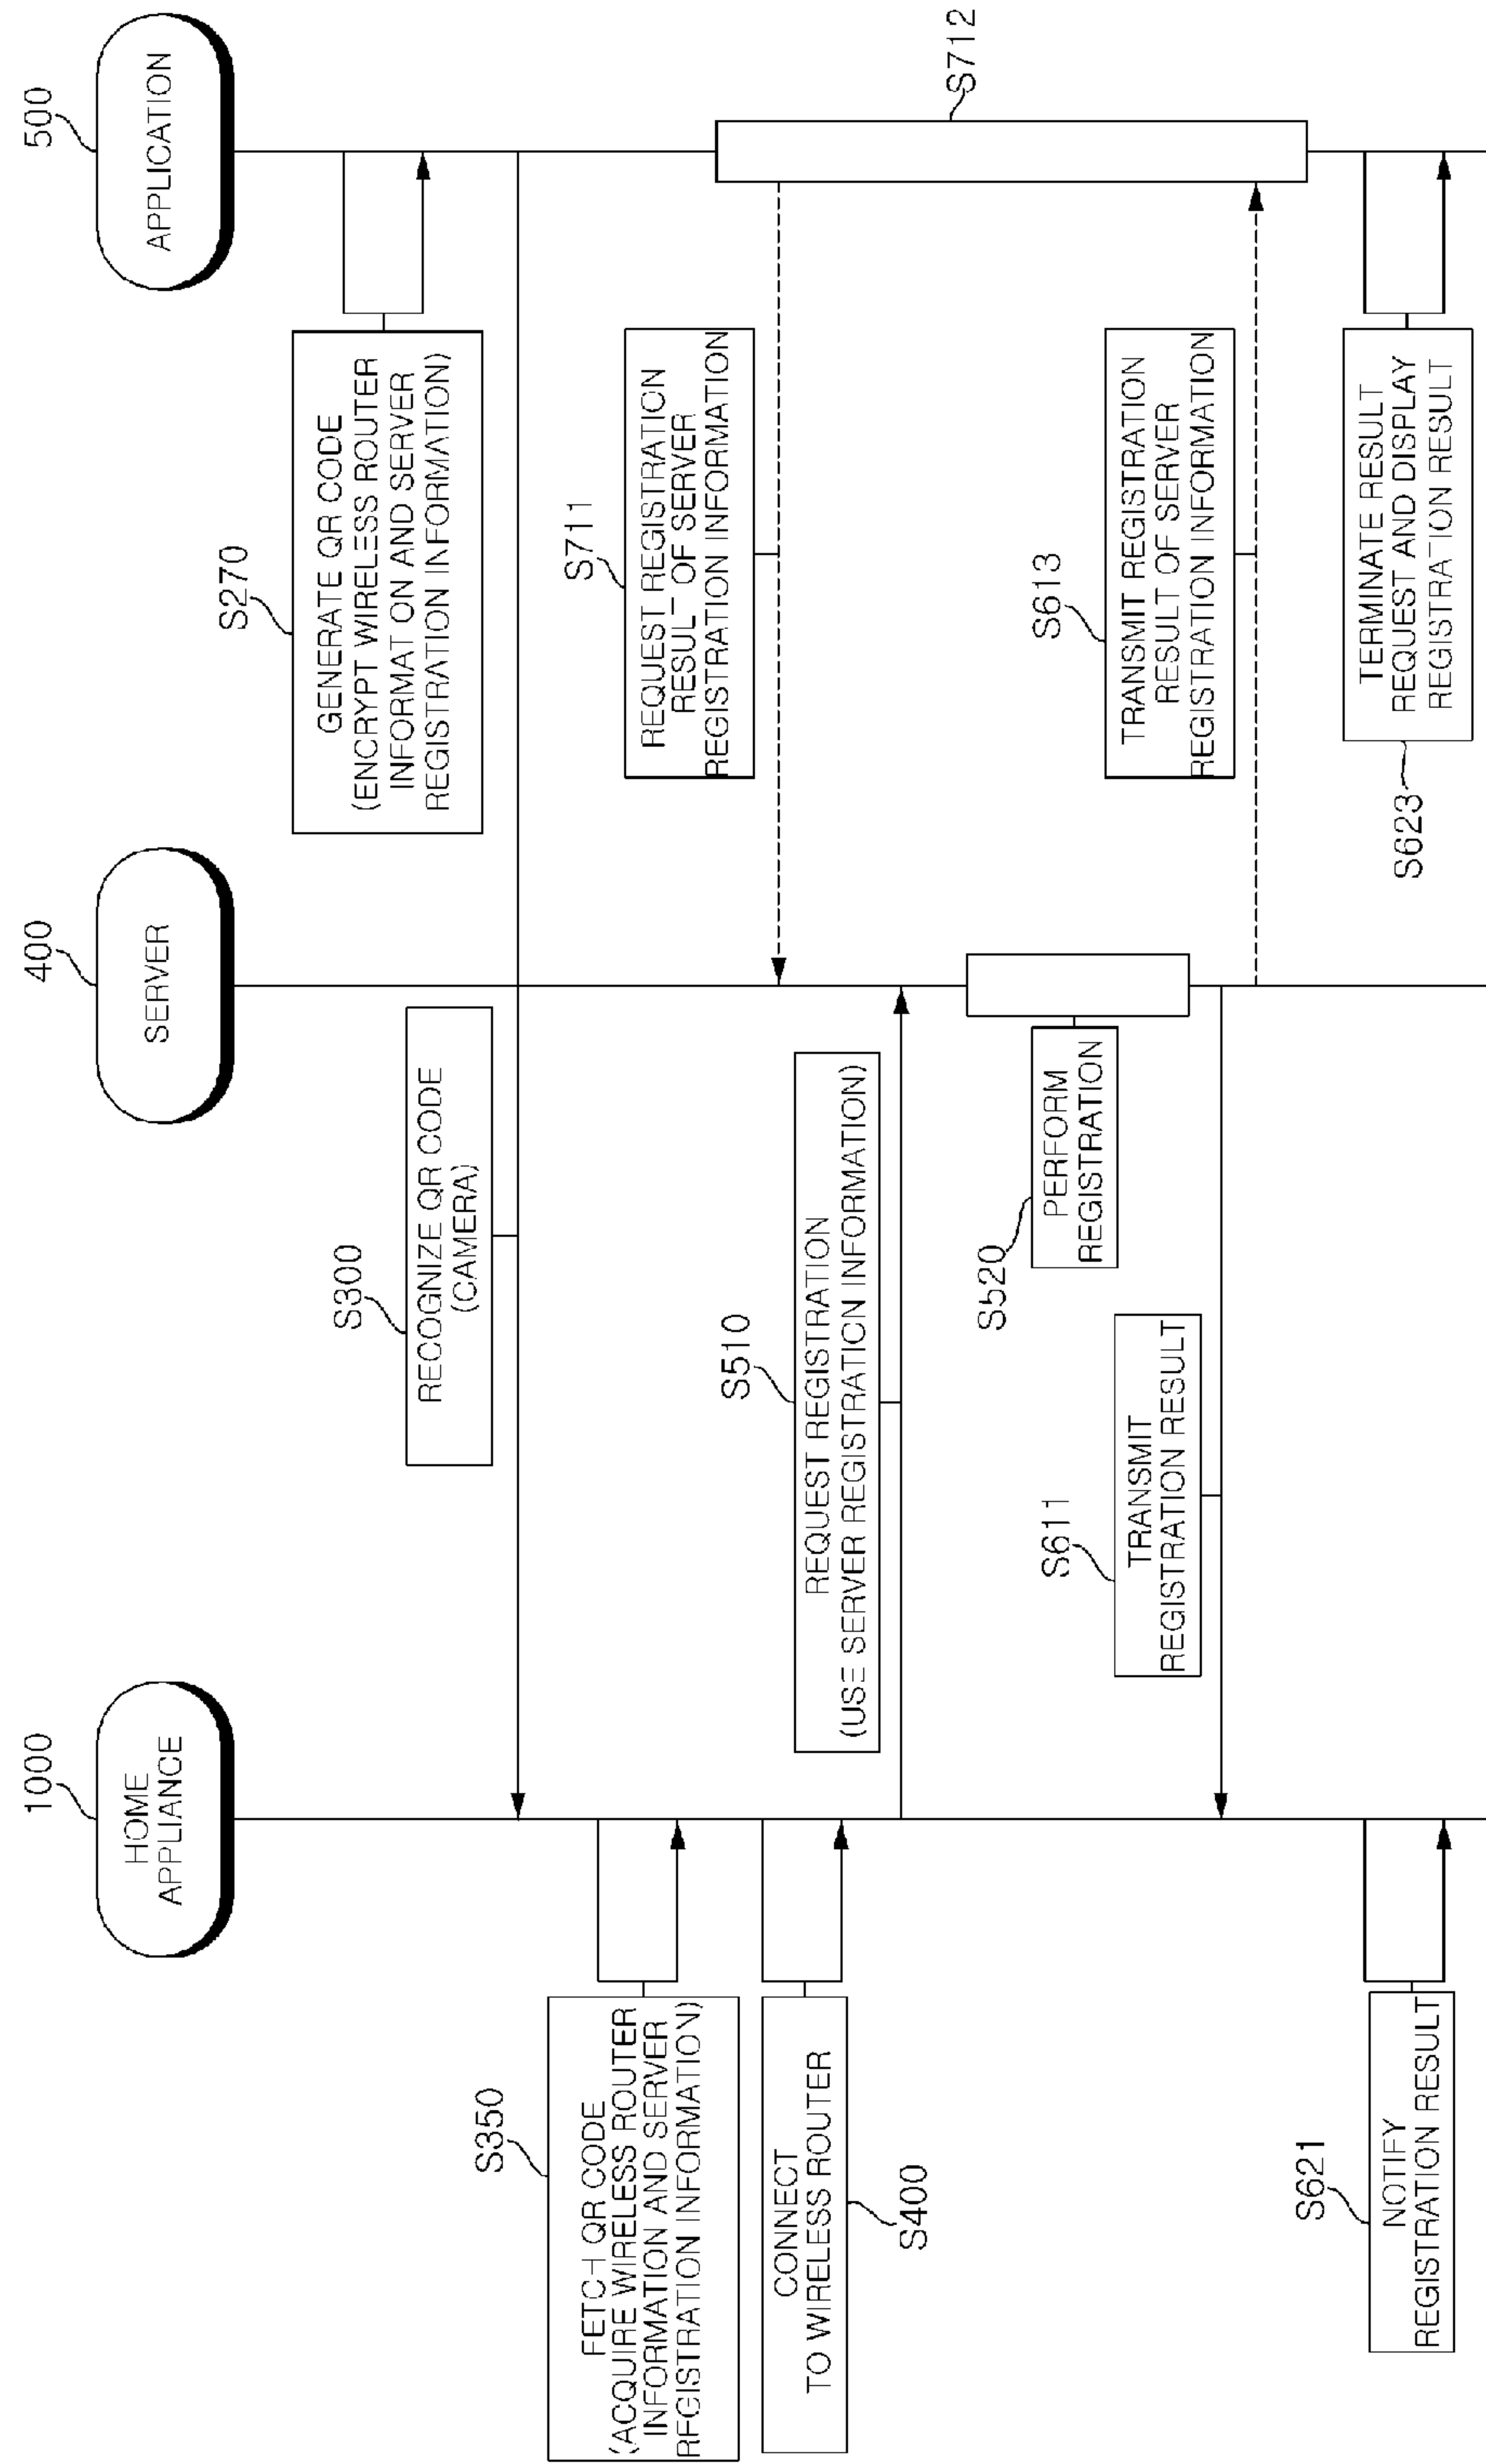 1000
HOME
APPLIANCE
400
SERVER
500
APPLICATION
S270
GENERATE QR CODE
(ENCRYPT WIRELESS ROUTER
INFORMATION AND SERVER
REGISTRATION INFORMATION)
S300
RECOGNIZE QR CODE
(CAMERA)
S350
FETCH QR CODE
(ACQUIRE WIRELESS ROUTER
INFORMATION AND SERVER
REGISTRATION INFORMATION)
S711
REQUEST REGISTRATION
RESULT OF SERVER
REGISTRATION INFORMATION
S712
CONNECT
TO WIRELESS ROUTER
S400
S510
REQUEST REGISTRATION
(USE SERVER REGISTRATION INFORMATION)
S520
PERFORM
REGISTRATION
S611
TRANSMIT
REGISTRATION RESULT
S613
TRANSMIT REGISTRATION
RESULT OF SERVER
REGISTRATION INFORMATION
S621
NOTIFY
REGISTRATION RESULT
TERMINATE RESULT
REQUEST AND DISPLAY
REGISTRATION RESULT
S623